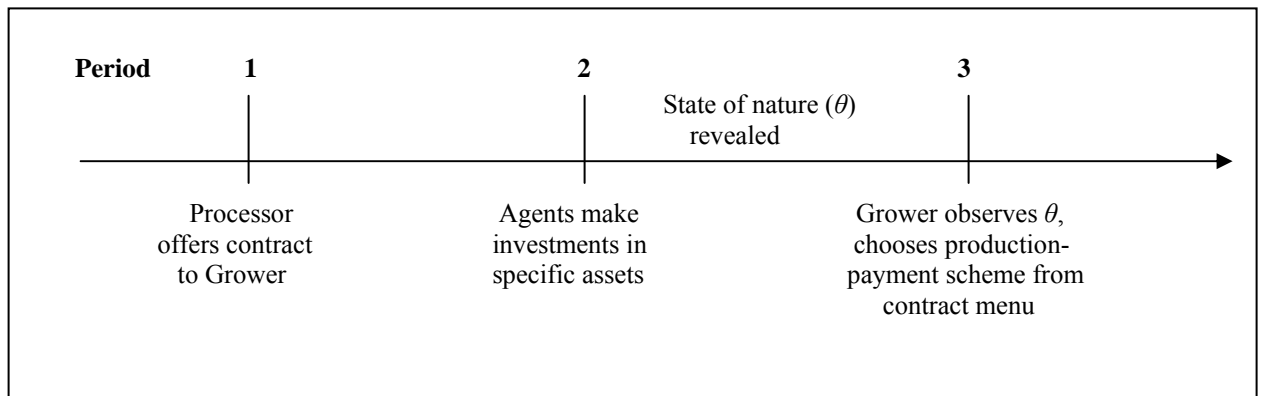 Period 1 2 3
State of nature (θ)
revealed
Processor
offers contract
to Grower
Agents make
investments in
specific assets
Grower observes θ,
chooses production-
payment scheme from
contract menu